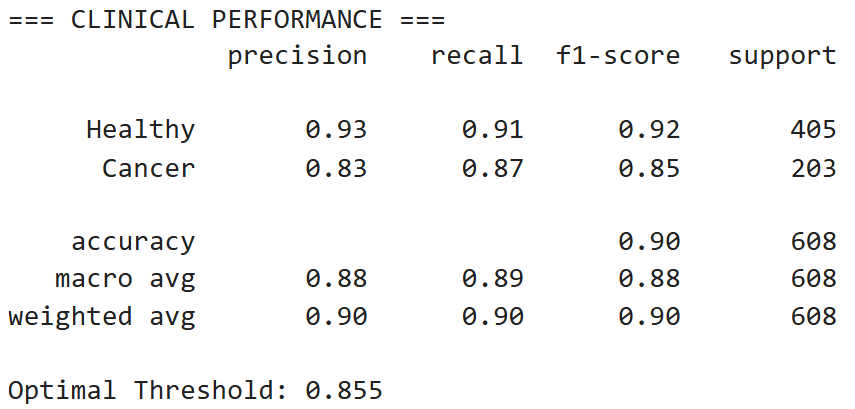 === CLINICAL PERFORMANCE ===
precision recall f1-score support
Healthy 0.93 0.91 0.92 405
Cancer 0.83 0.87 0.85 203
accuracy 0.90 608
macro avg 0.88 0.89 0.88 608
weighted avg 0.90 0.90 0.90 608
Optimal Threshold: 0.855